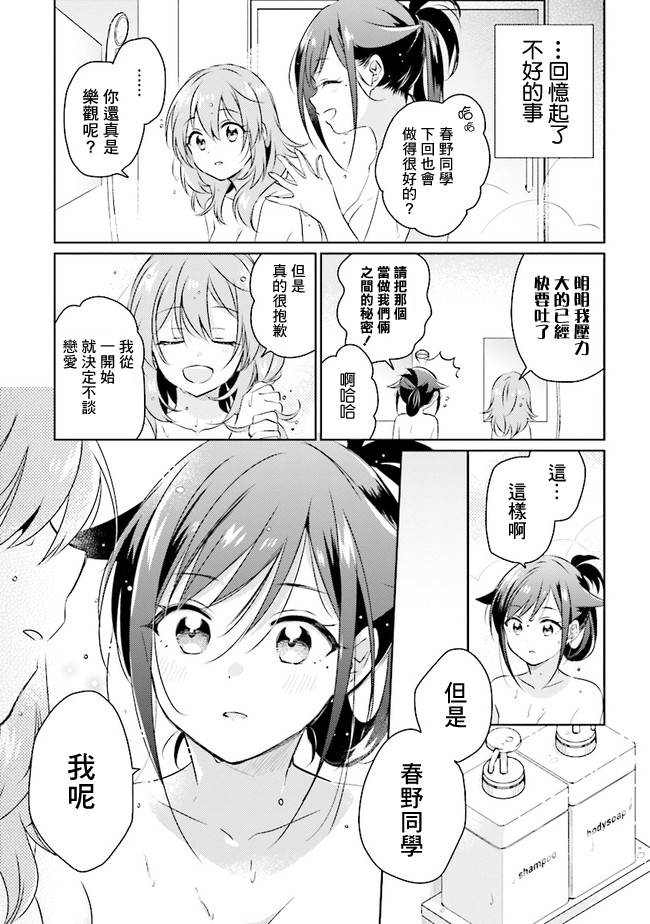 …回憶起了
不好的事
哈
哈
春野同學
下回也會
做得很好的？
……
你還真是
樂觀呢？
明明我壓力
大的已經
快要吐了
請把那個
當做我們倆
之間的秘密！
啊哈哈
但是
真的很抱歉
我從
一開始
就決定不談
戀愛
這…
這樣啊
但是
春野同學
我呢
shampoo
bodysoap